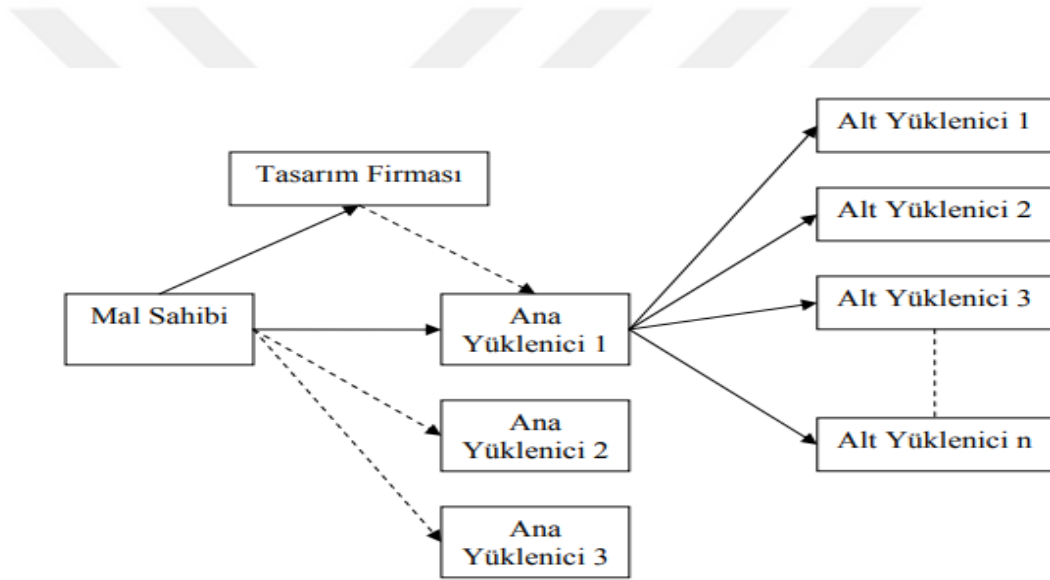 Tasarım Firması
Mal Sahibi
Ana
Yüklenici 1
Ana
Yüklenici 2
Ana
Yüklenici 3
Alt Yüklenici 1
Alt Yüklenici 2
Alt Yüklenici 3
Alt Yüklenici n